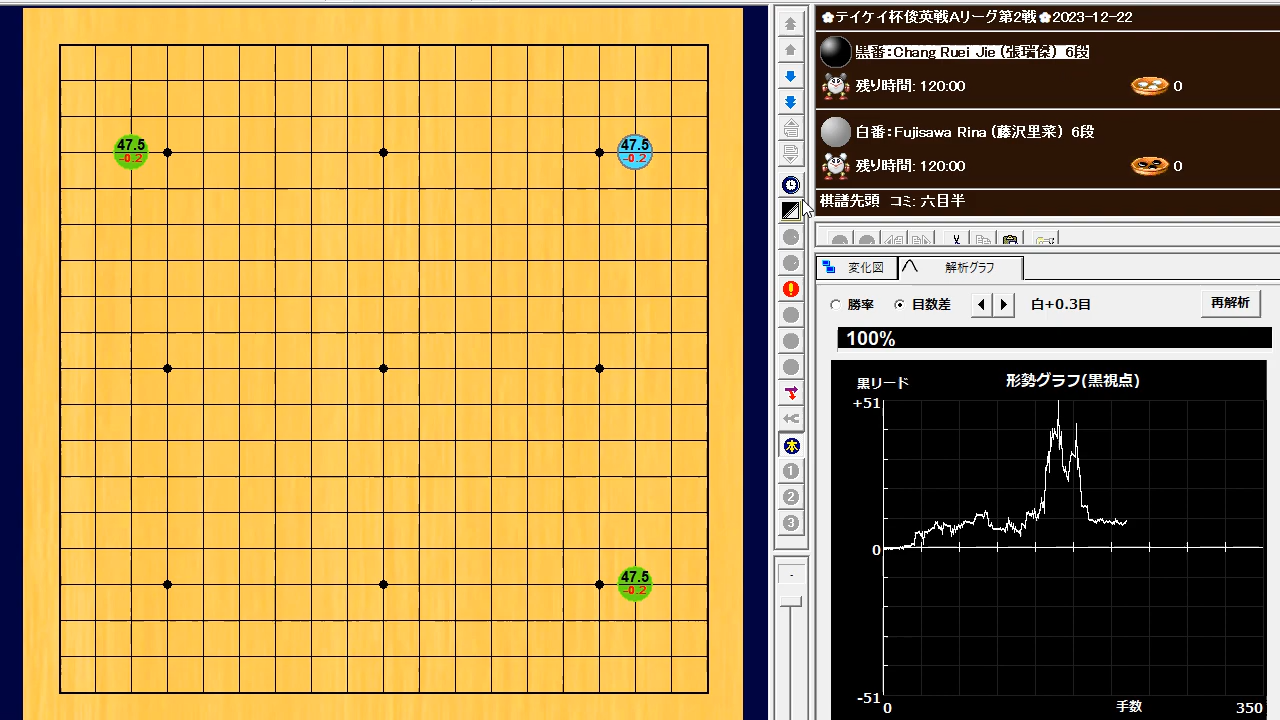 ✿テイケイ杯俊英戦Aリーグ第2戦✿2023-12-22
黒番:Chang Ruei Jie (張瑞傑) 6段
残り時間: 120:00
0
白番:Fujisawa Rina (藤沢里菜) 6段
残り時間: 120:00
0
棋譜先頭 コミ: 六目半
47.5
-0.2
47.5
-0.2
47.5
-0.2
本
1
2
3
-
変化図
解析グラフ
勝率
目数差
白+0.3目
再解析
100%
黒リード
形勢グラフ(黒視点)
+51
0
-51
0
手数
350